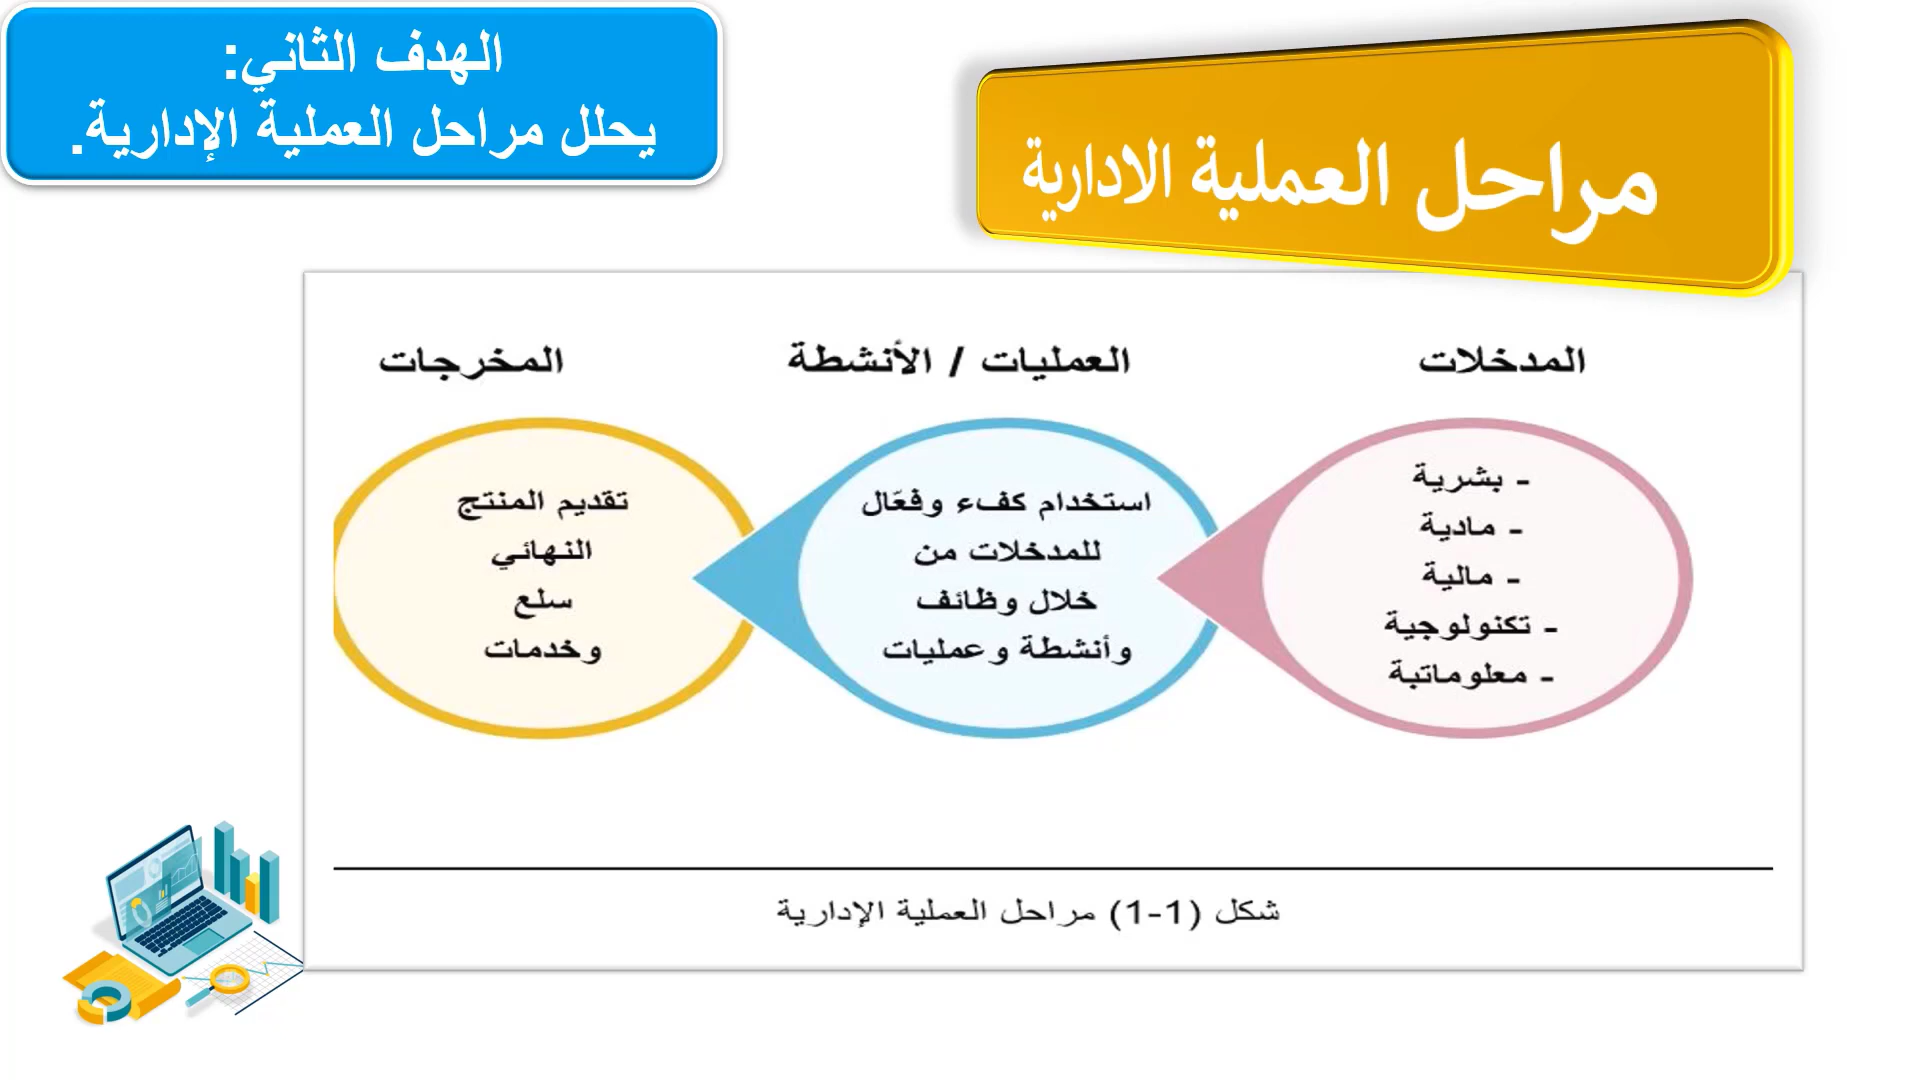 الهدف الثاني:
يحلل مراحل العملية الإدارية.
مراحل العملية الادارية
المدخلات
- بشرية
- مادية
- مالية
- تكنولوجية
- معلوماتبة
العمليات / الأنشطة
استخدام كفء وفعّال
للمدخلات من
خلال وظائف
وأنشطة وعمليات
المخرجات
تقديم المنتج
النهائي
سلع
وخدمات
شكل (1-1) مراحل العملية الإدارية